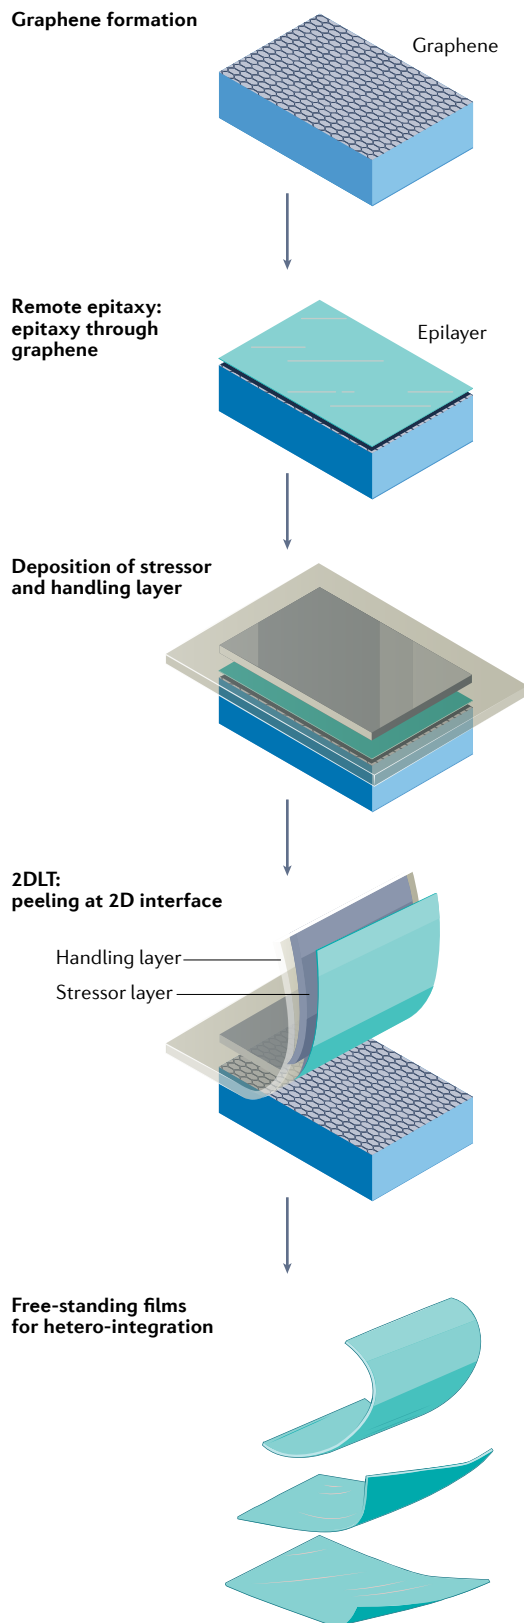 Graphene formation
Graphene
Remote epitaxy:
epitaxy through
graphene
Epilayer
Deposition of stressor
and handling layer
2DLT:
peeling at 2D interface
Handling layer
Stressor layer
Free-standing films
for hetero-integration